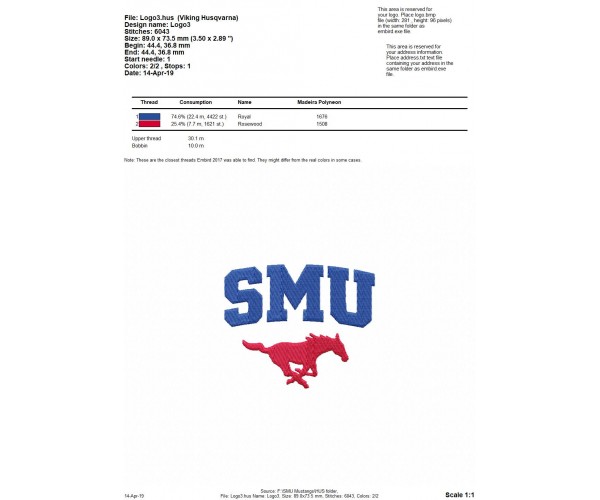 File: Logo3.hus (Viking Husqvarna)
Design name: Logo3
Stitches: 6043
Size: 89.0 x 73.5 mm (3.50 x 2.89 ")
Begin: 44.4, 36.8 mm
End: 44.4, 36.8 mm
Start needle: 1
Colors: 2/2 , Stops: 1
Date: 14-Apr-19
This area is reserved for
your logo. Place logo.bmp
file (width: 281 , height: 96 pixels)
in the same folder as
embird.exe file
This area is reserved for
your address information.
Place address.txt text file
containing your address in the
same folder as embird.exe
file.
Thread Consumption Name Madeira Polyneon
1 74.6% (22.4 m, 4422 st.) Royal 1676
2 25.4% (7.7 m, 1621 st.) Rosewood 1508
Upper thread 30.1 m
Bobbin 10.0 m
Note: These are the closest threads Embird 2017 was able to find. They might differ from the real colors in some cases.
SMU
Source: F:\SMU Mustangs\HUS folder,
14-Apr-19 File: Logo3.hus Name: Logo3, Size: 89.0x73.5 mm, Stitches: 6043, Colors: 2/2 Scale 1:1